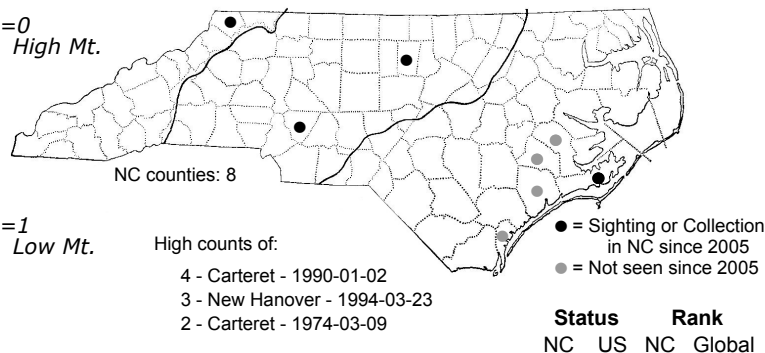 =0
High Mt.
NC counties: 8
=1
Low Mt.
High counts of:
4 - Carteret - 1990-01-02
3 - New Hanover - 1994-03-23
2 - Carteret - 1974-03-09
= Sighting or Collection
in NC since 2005
= Not seen since 2005
Status Rank
NC US NC Global